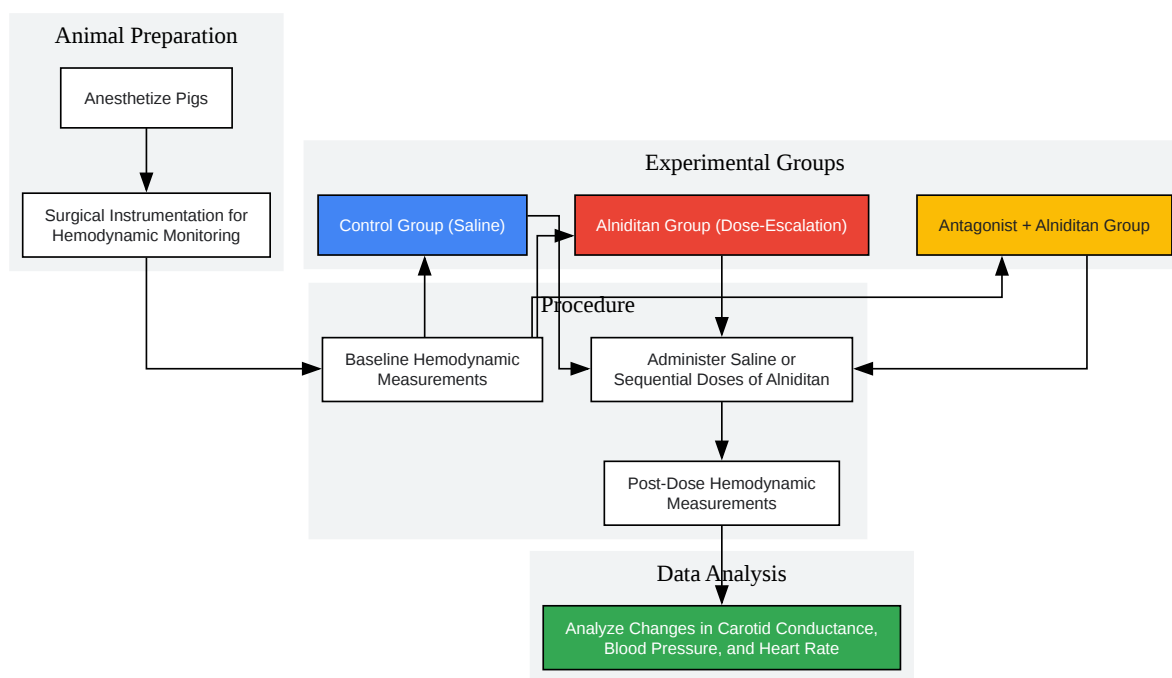 Animal Preparation
Anesthetize Pigs
Surgical Instrumentation for
Hemodynamic Monitoring
Experimental Groups
Control Group (Saline)
Alniditan Group (Dose-Escalation)
Antagonist + Alniditan Group
Procedure
Baseline Hemodynamic
Measurements
Administer Saline or
Sequential Doses of Alniditan
Post-Dose Hemodynamic
Measurements
Data Analysis
Analyze Changes in Carotid Conductance,
Blood Pressure, and Heart Rate